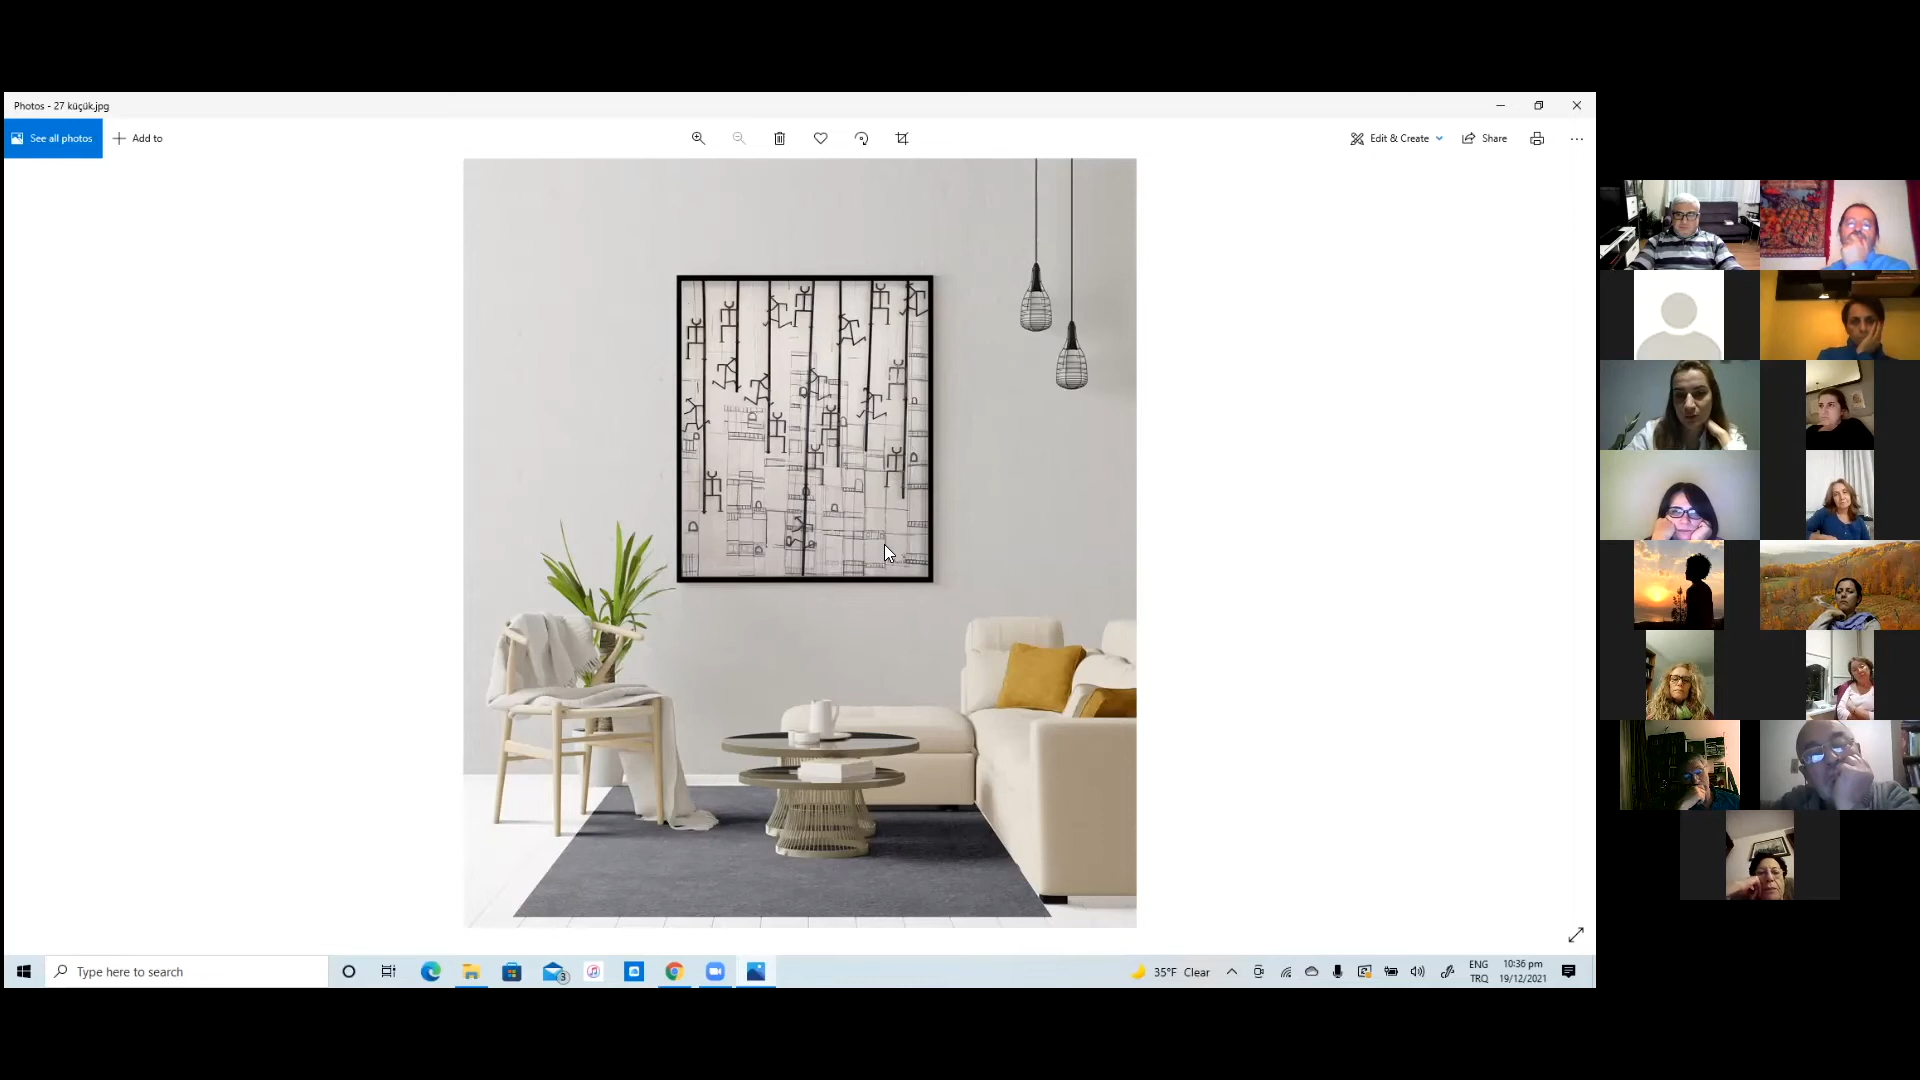 Photos - 27 küçük.jpg
See all photos
Add to
Edit & Create
Share
Type here to search
3
35°F Clear
ENG
TRQ
10:36 pm
19/12/2021